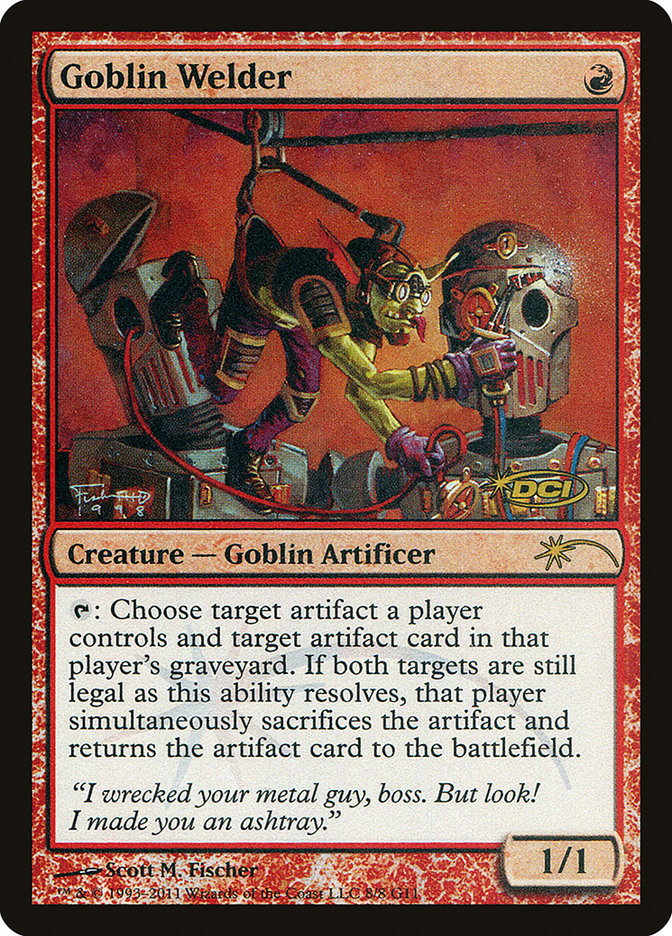 Goblin Welder
1
FischerD
1998
DCI
Creature — Goblin Artificer
: Choose target artifact a player
controls and target artifact card in that
player's graveyard. If both targets are still
legal as this ability resolves, that player
simultaneously sacrifices the artifact and
returns the artifact card to the battlefield.
“I wrecked your metal guy, boss. But look!
I made you an ashtray.”
1/1
Scott M. Fischer
™ & © 1993–2011 Wizards of the Coast LLC 8/8 G11